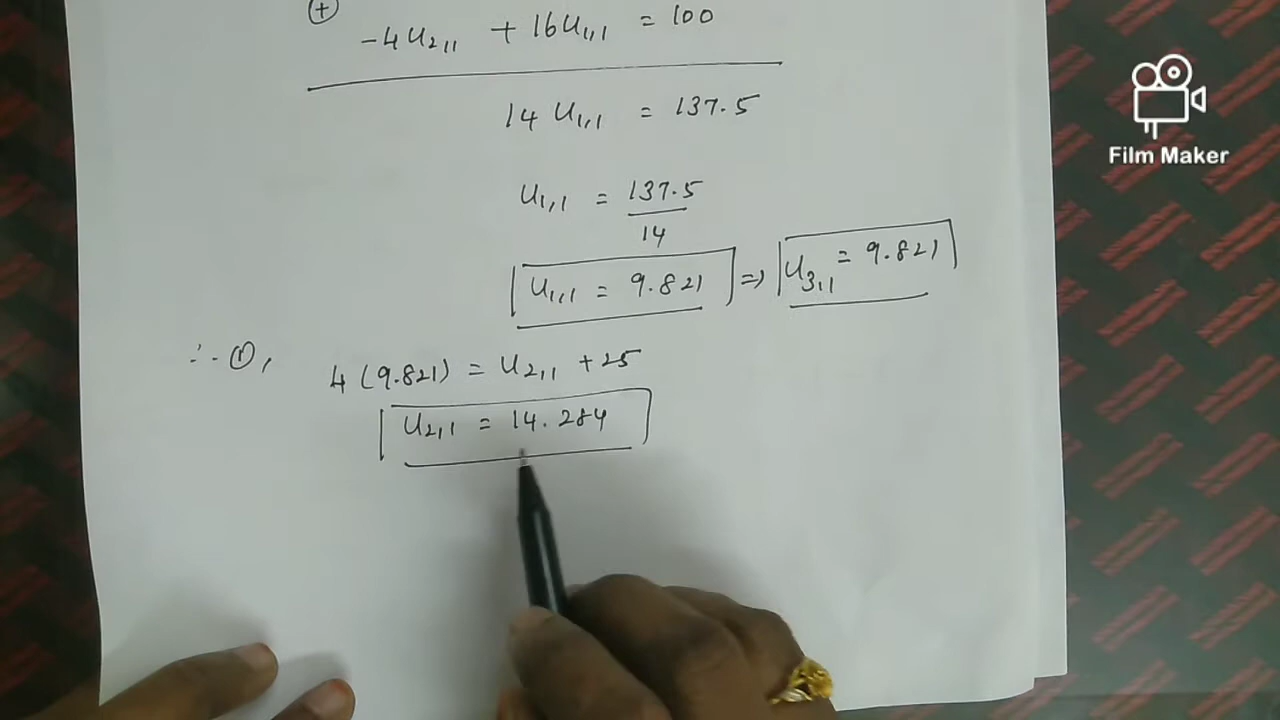 ⊕
-4U2,1 + 16U1,1 = 100
14 U1,1 = 137.5
U1,1 = 137.5
14
U1,1 = 9.821 => U3,1 = 9.821
∴ ①, 4(9.821) = U2,1 + 25
U2,1 = 14.284
Film Maker